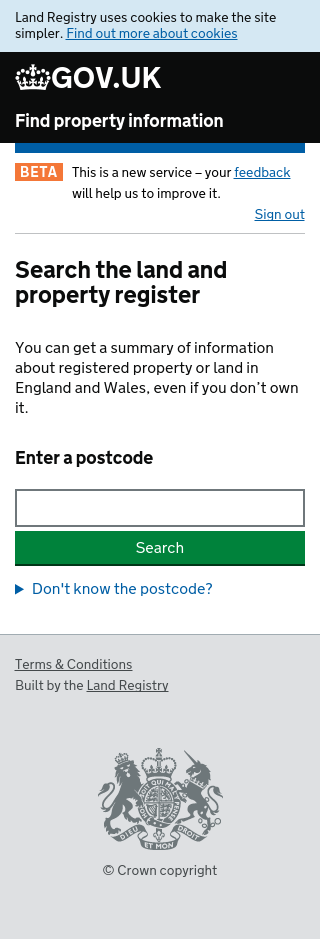 Land Registry uses cookies to make the site
simpler. Find out more about cookies
GOV.UK
Find property information
BETA This is a new service – your feedback
will help us to improve it.
Sign out
Search the land and
property register
You can get a summary of information
about registered property or land in
England and Wales, even if you don’t own
it.
Enter a postcode
Search
Don't know the postcode?
Terms & Conditions
Built by the Land Registry
DIEU ET MON DROIT
© Crown copyright